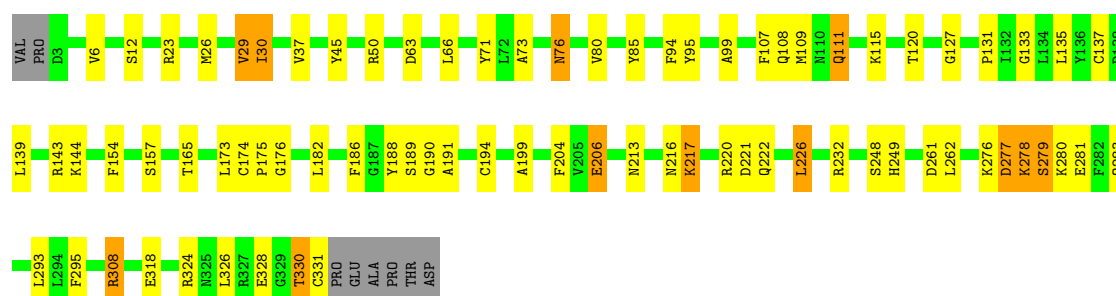 VAL PRO D3 V6 S12 R23 M26 V29 I30 V37 Y45 R50 D63 L66 Y71 L72 A73 N76 V80 Y85 F94 Y95 A99 F107 Q108 M109 N110 Q111 K115 T120 G127 P131 I132 G133 L134 L135 Y136 C137
L139 R143 K144 F154 S157 T165 L173 C174 P175 G176 L182 F186 G187 Y188 S189 G190 A191 C194 A199 F204 V205 E206 N213 N216 K217 R220 D221 Q222 L226 R232 S248 H249 D261 L262 K276 D277 K278 S279 K280 E281 F282
L293 L294 F295 R308 E318 R324 N325 L326 R327 E328 G329 T330 C331 PRO GLU ALA PRO THR ASP